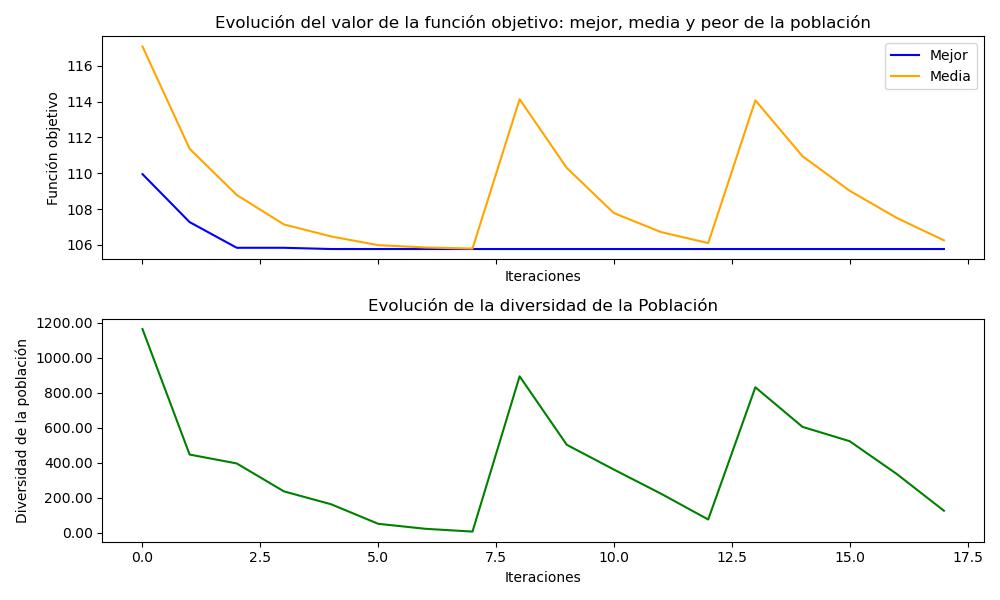 Evolución del valor de la función objetivo: mejor, media y peor de la población
Mejor
Media
116
114
112
110
108
106
Función objetivo
Iteraciones
Evolución de la diversidad de la Población
1200.00
1000.00
800.00
600.00
400.00
200.00
0.00
Diversidad de la población
0.0 2.5 5.0 7.5 10.0 12.5 15.0 17.5
Iteraciones